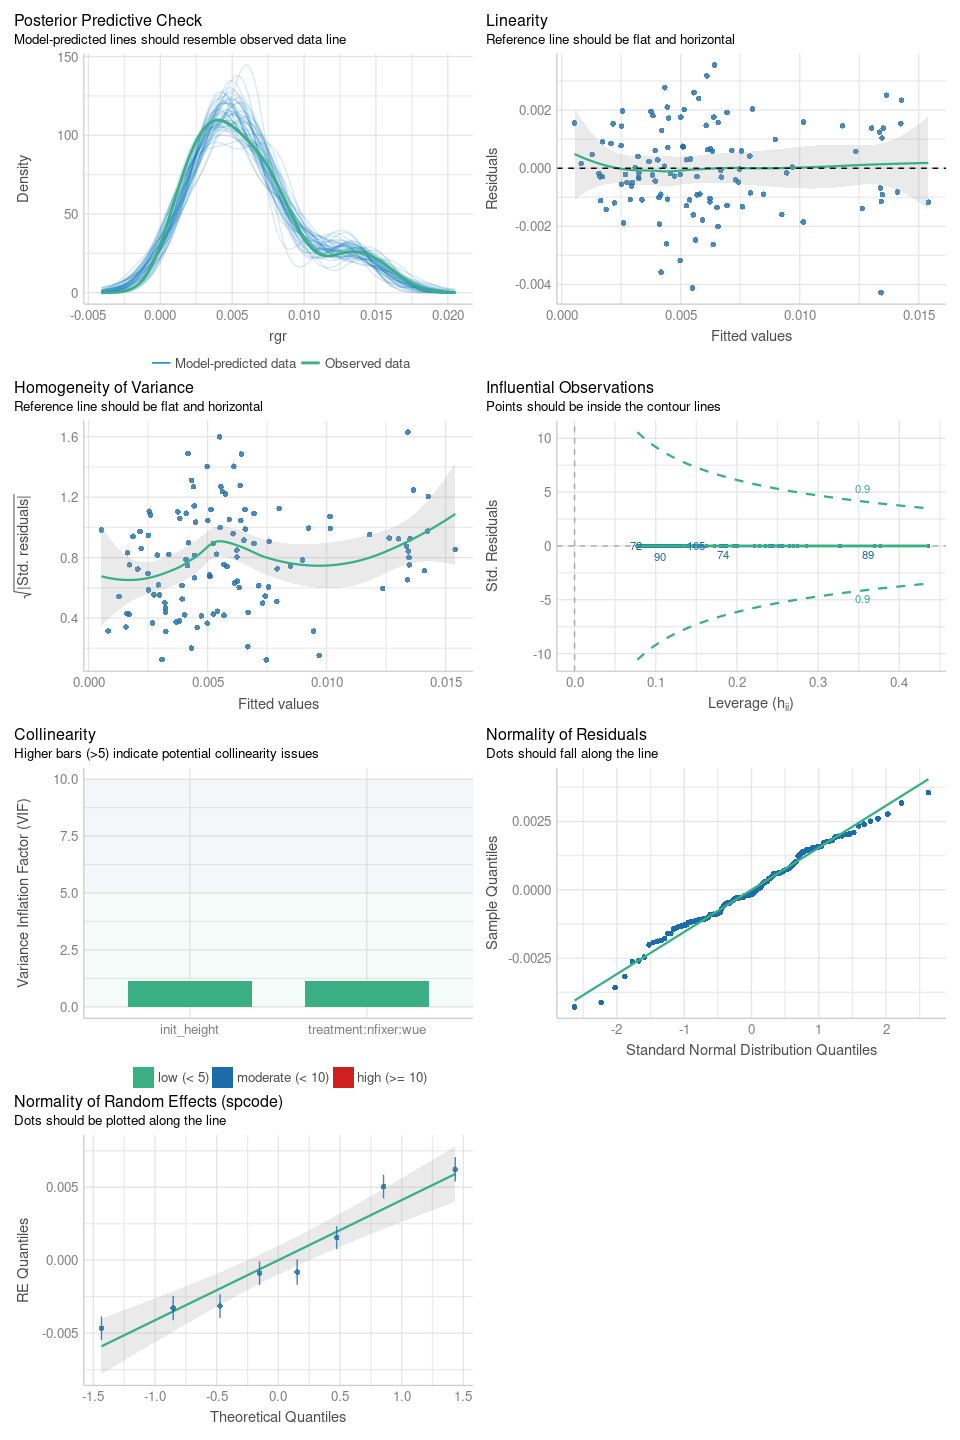 Posterior Predictive Check
Model-predicted lines should resemble observed data line
150
100
50
0
Density
-0.005 0.000 0.005 0.010 0.015 0.020
rgr
Model-predicted data Observed data
Linearity
Reference line should be flat and horizontal
0.002
0.000
-0.002
-0.004
Residuals
0.000 0.005 0.010 0.015
Fitted values
Homogeneity of Variance
Reference line should be flat and horizontal
1.6
1.2
0.8
0.4
√|Std. residuals|
0.000 0.005 0.010 0.015
Fitted values
Influential Observations
Points should be inside the contour lines
10
5
0
-5
-10
Std. Residuals
0.9
72
105
90
74
89
0.9
0.0 0.1 0.2 0.3 0.4
Leverage (hii)
Collinearity
Higher bars (>5) indicate potential collinearity issues
10.0
7.5
5.0
2.5
0.0
Variance Inflation Factor (VIF)
init_height treatment:nfixer:wue
low (< 5) moderate (< 10) high (>= 10)
Normality of Residuals
Dots should fall along the line
0.0025
0.0000
-0.0025
Sample Quantiles
-2 -1 0 1 2
Standard Normal Distribution Quantiles
Normality of Random Effects (spcode)
Dots should be plotted along the line
0.005
0.000
-0.005
RE Quantiles
-1.5 -1.0 -0.5 0.0 0.5 1.0 1.5
Theoretical Quantiles